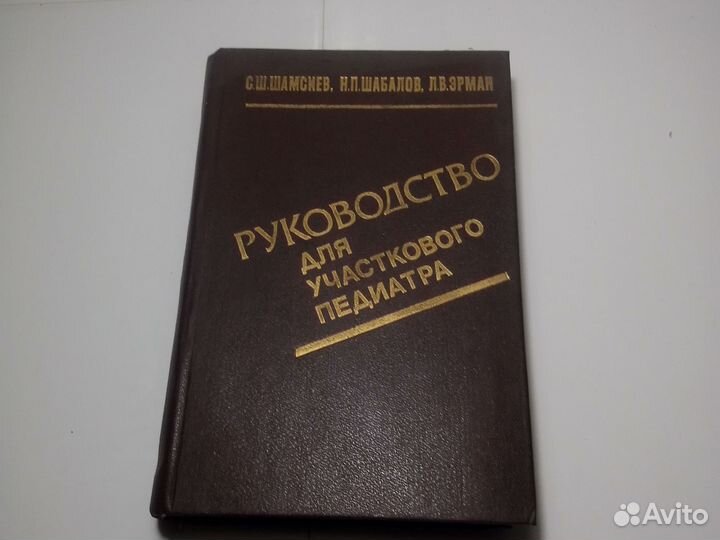 С.Ш.ШАМСИЕВ, Н.П.ШАБАЛОВ, Л.В.ЭРМАН
РУКОВОДСТВО
ДЛЯ
УЧАСТКОВОГО
ПЕДИАТРА
Avito